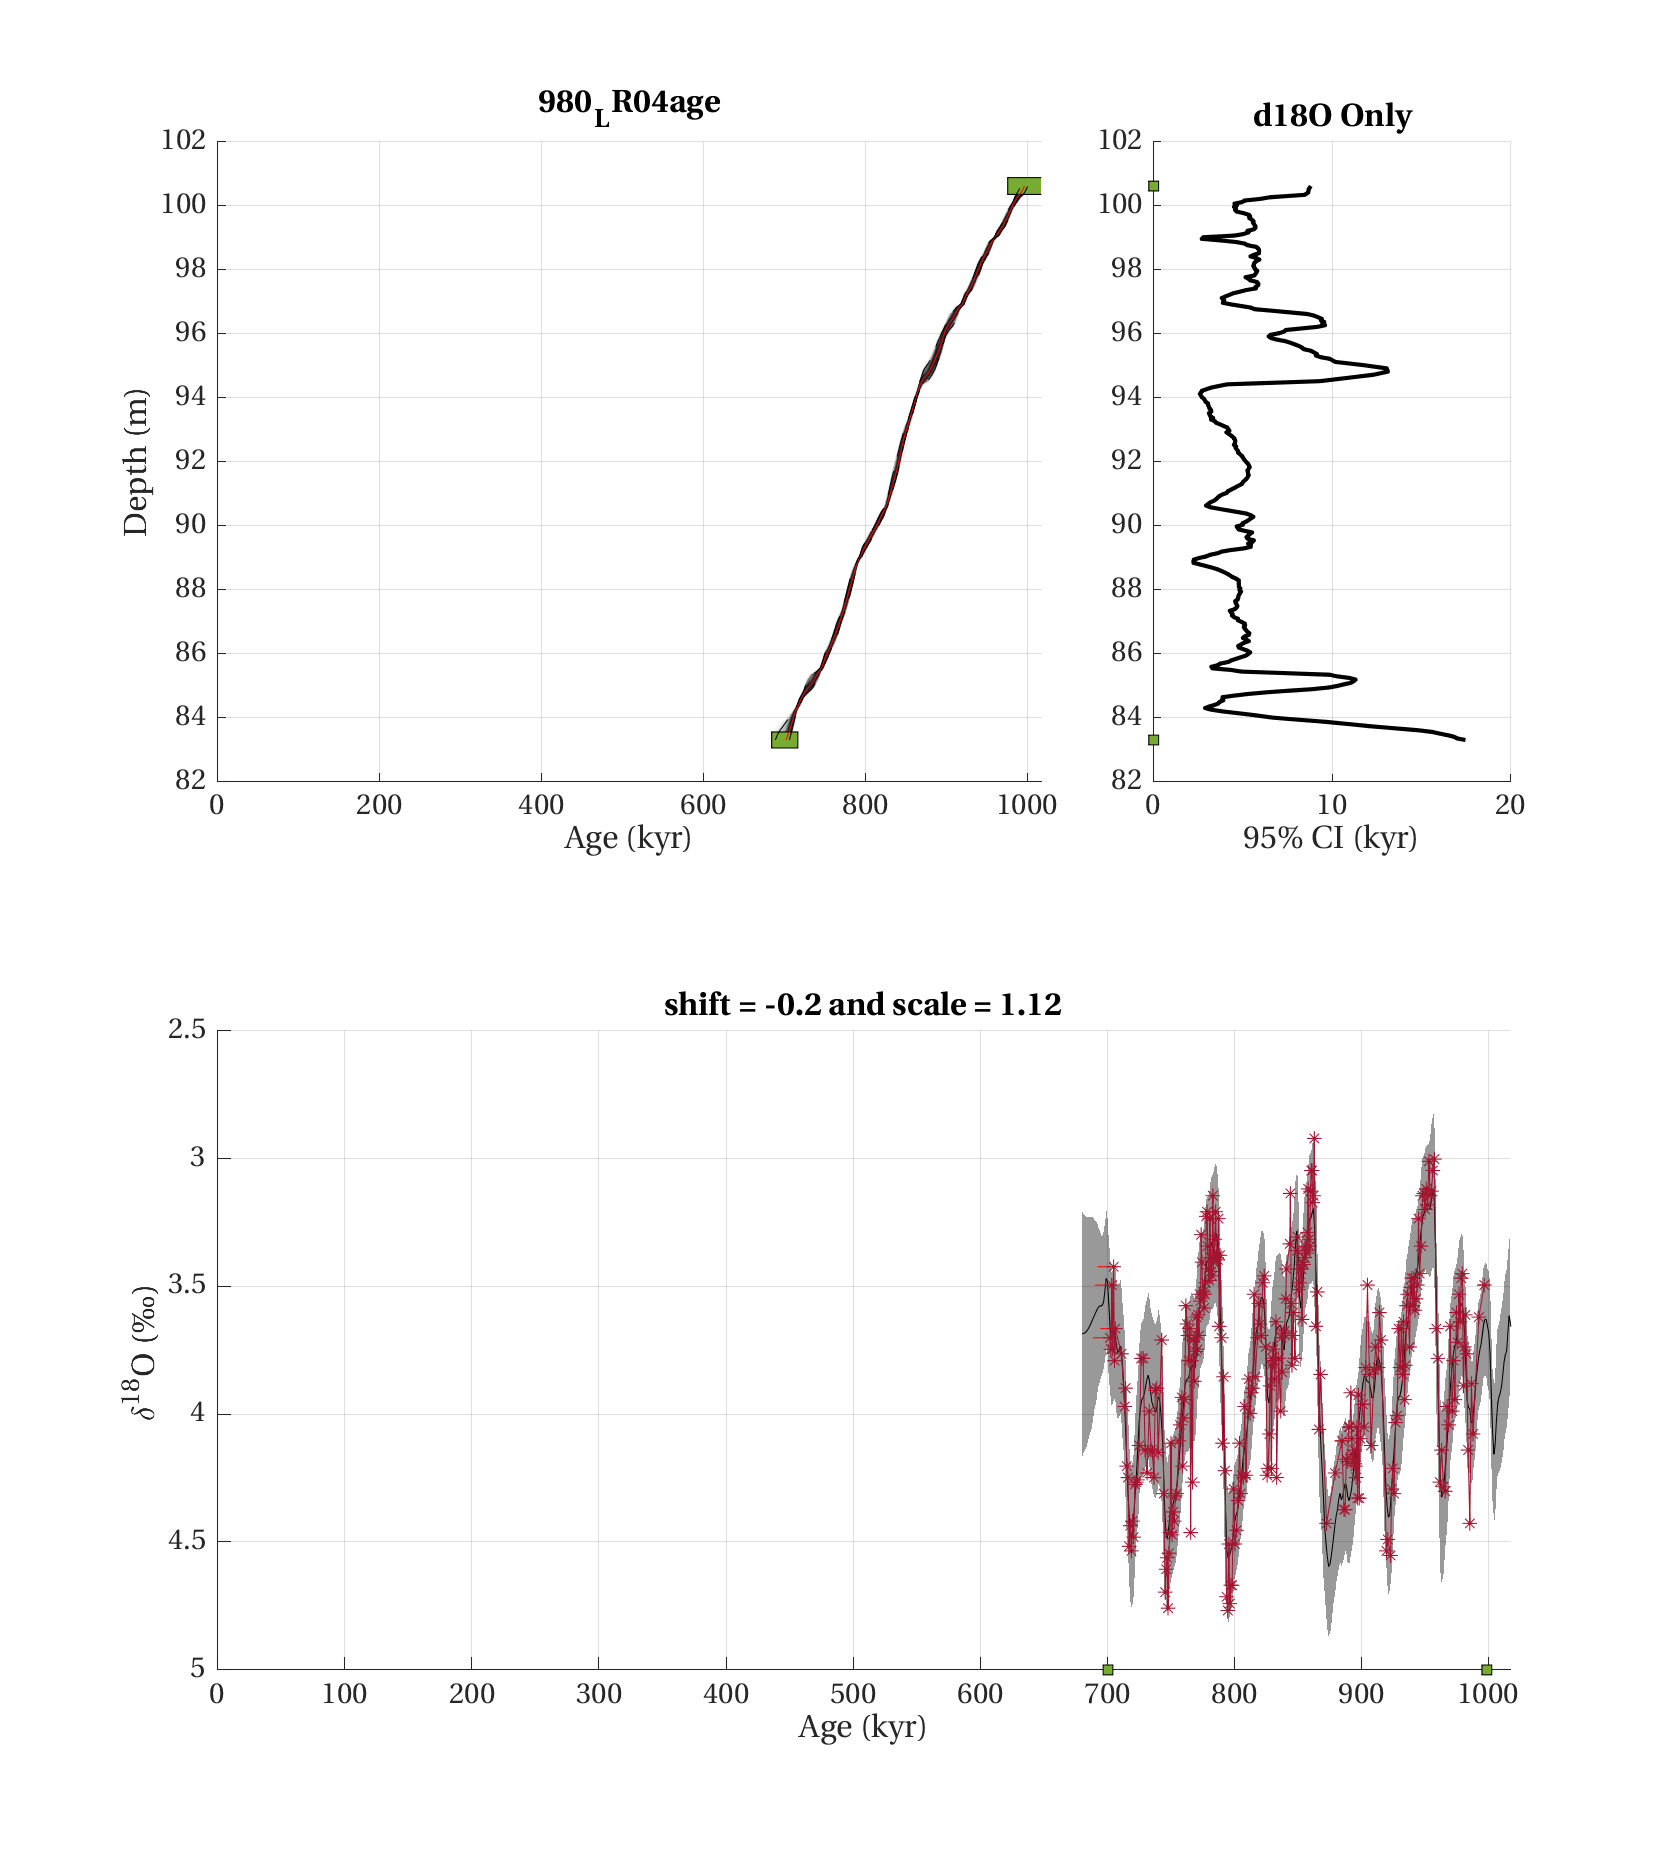 980LR04age
d18O Only
102
100
98
96
94
92
90
88
86
84
82
Depth (m)
0 200 400 600 800 1000
Age (kyr)
102
100
98
96
94
92
90
88
86
84
82
0 10 20
95% CI (kyr)
shift = -0.2 and scale = 1.12
2.5
3
3.5
4
4.5
5
δ18O (‰)
0 100 200 300 400 500 600 700 800 900 1000
Age (kyr)